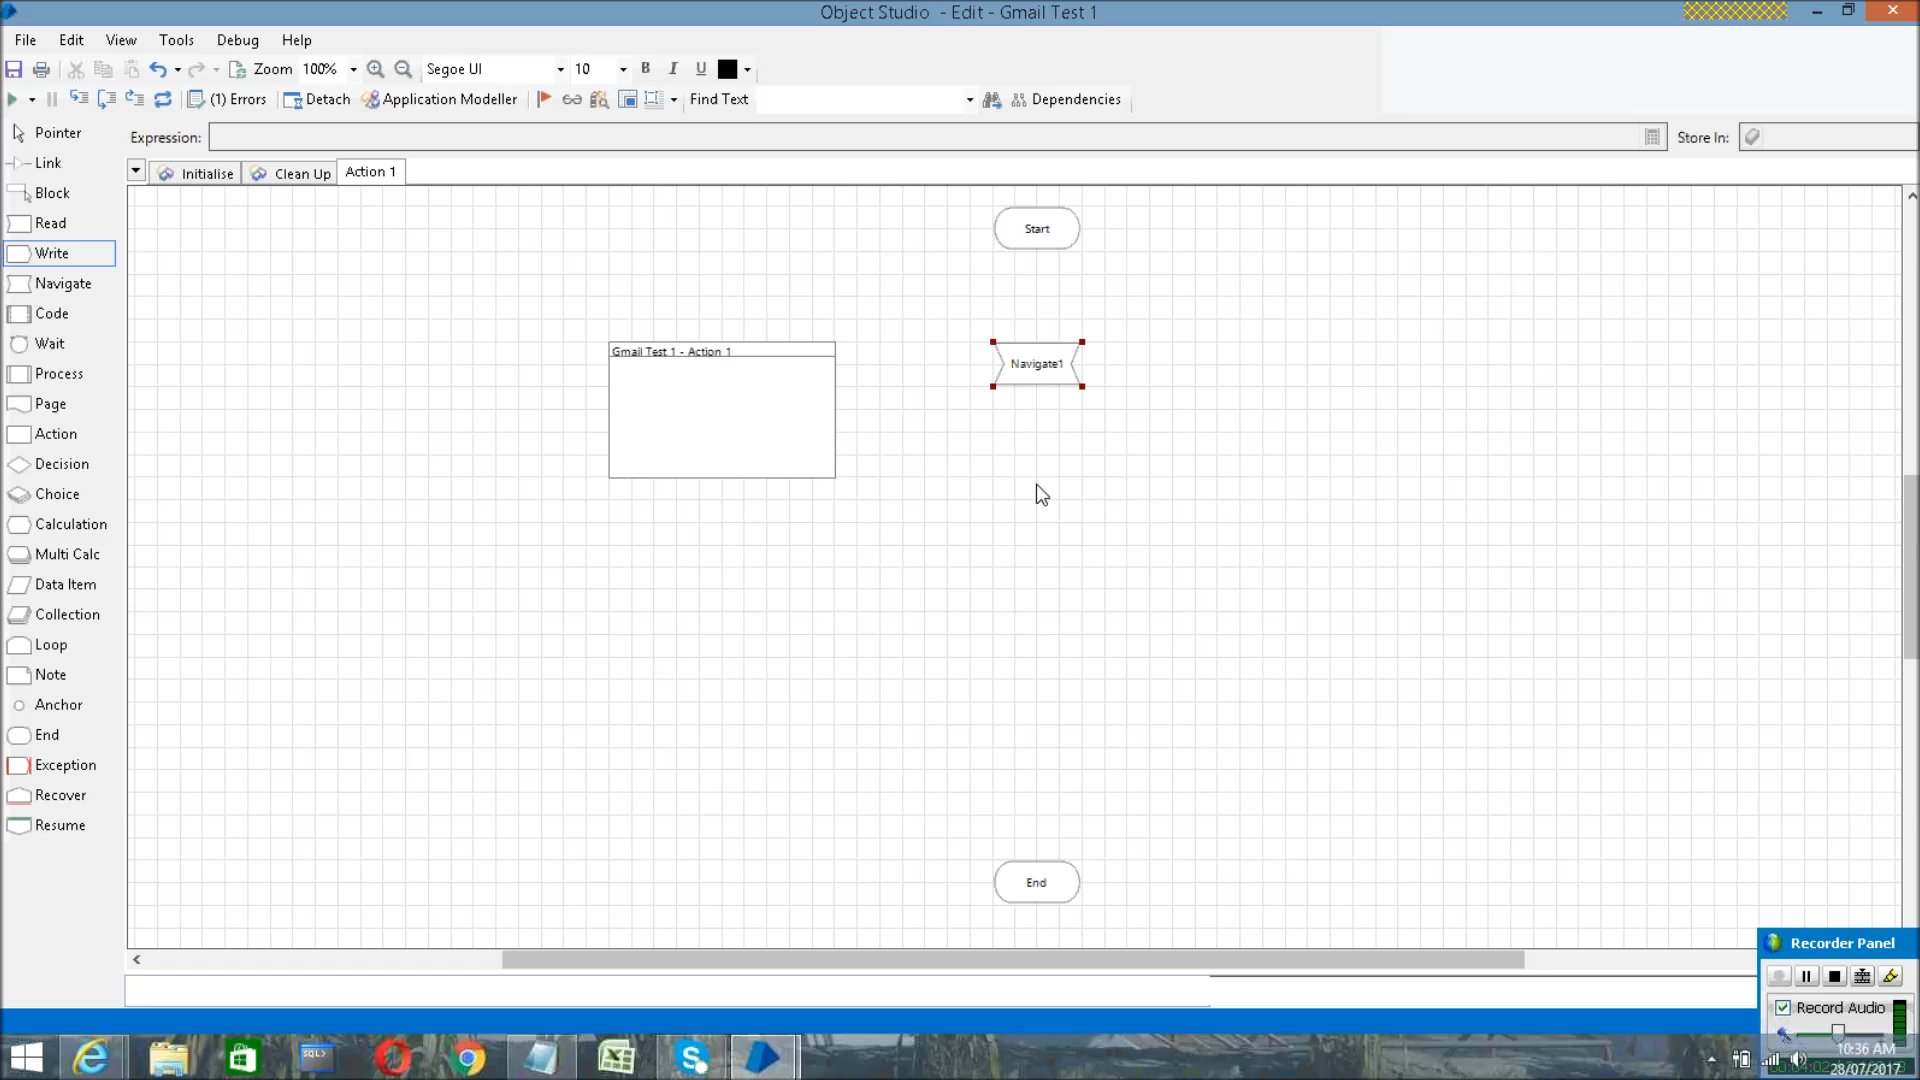 Object Studio - Edit - Gmail Test 1
File Edit View Tools Debug Help
Zoom 100% Segoe UI 10 B I U
(1) Errors Detach Application Modeller Find Text Dependencies
Pointer
Expression: Store In:
Link
Initialise Clean Up Action 1
Block
Read
Write
Navigate
Code
Wait
Process
Page
Action
Decision
Choice
Calculation
Multi Calc
Data Item
Collection
Loop
Note
Anchor
End
Exception
Recover
Resume
Start
Gmail Test 1 - Action 1
Navigate1
End
Recorder Panel
Record Audio
SQL>
10:36 AM
28/07/2017